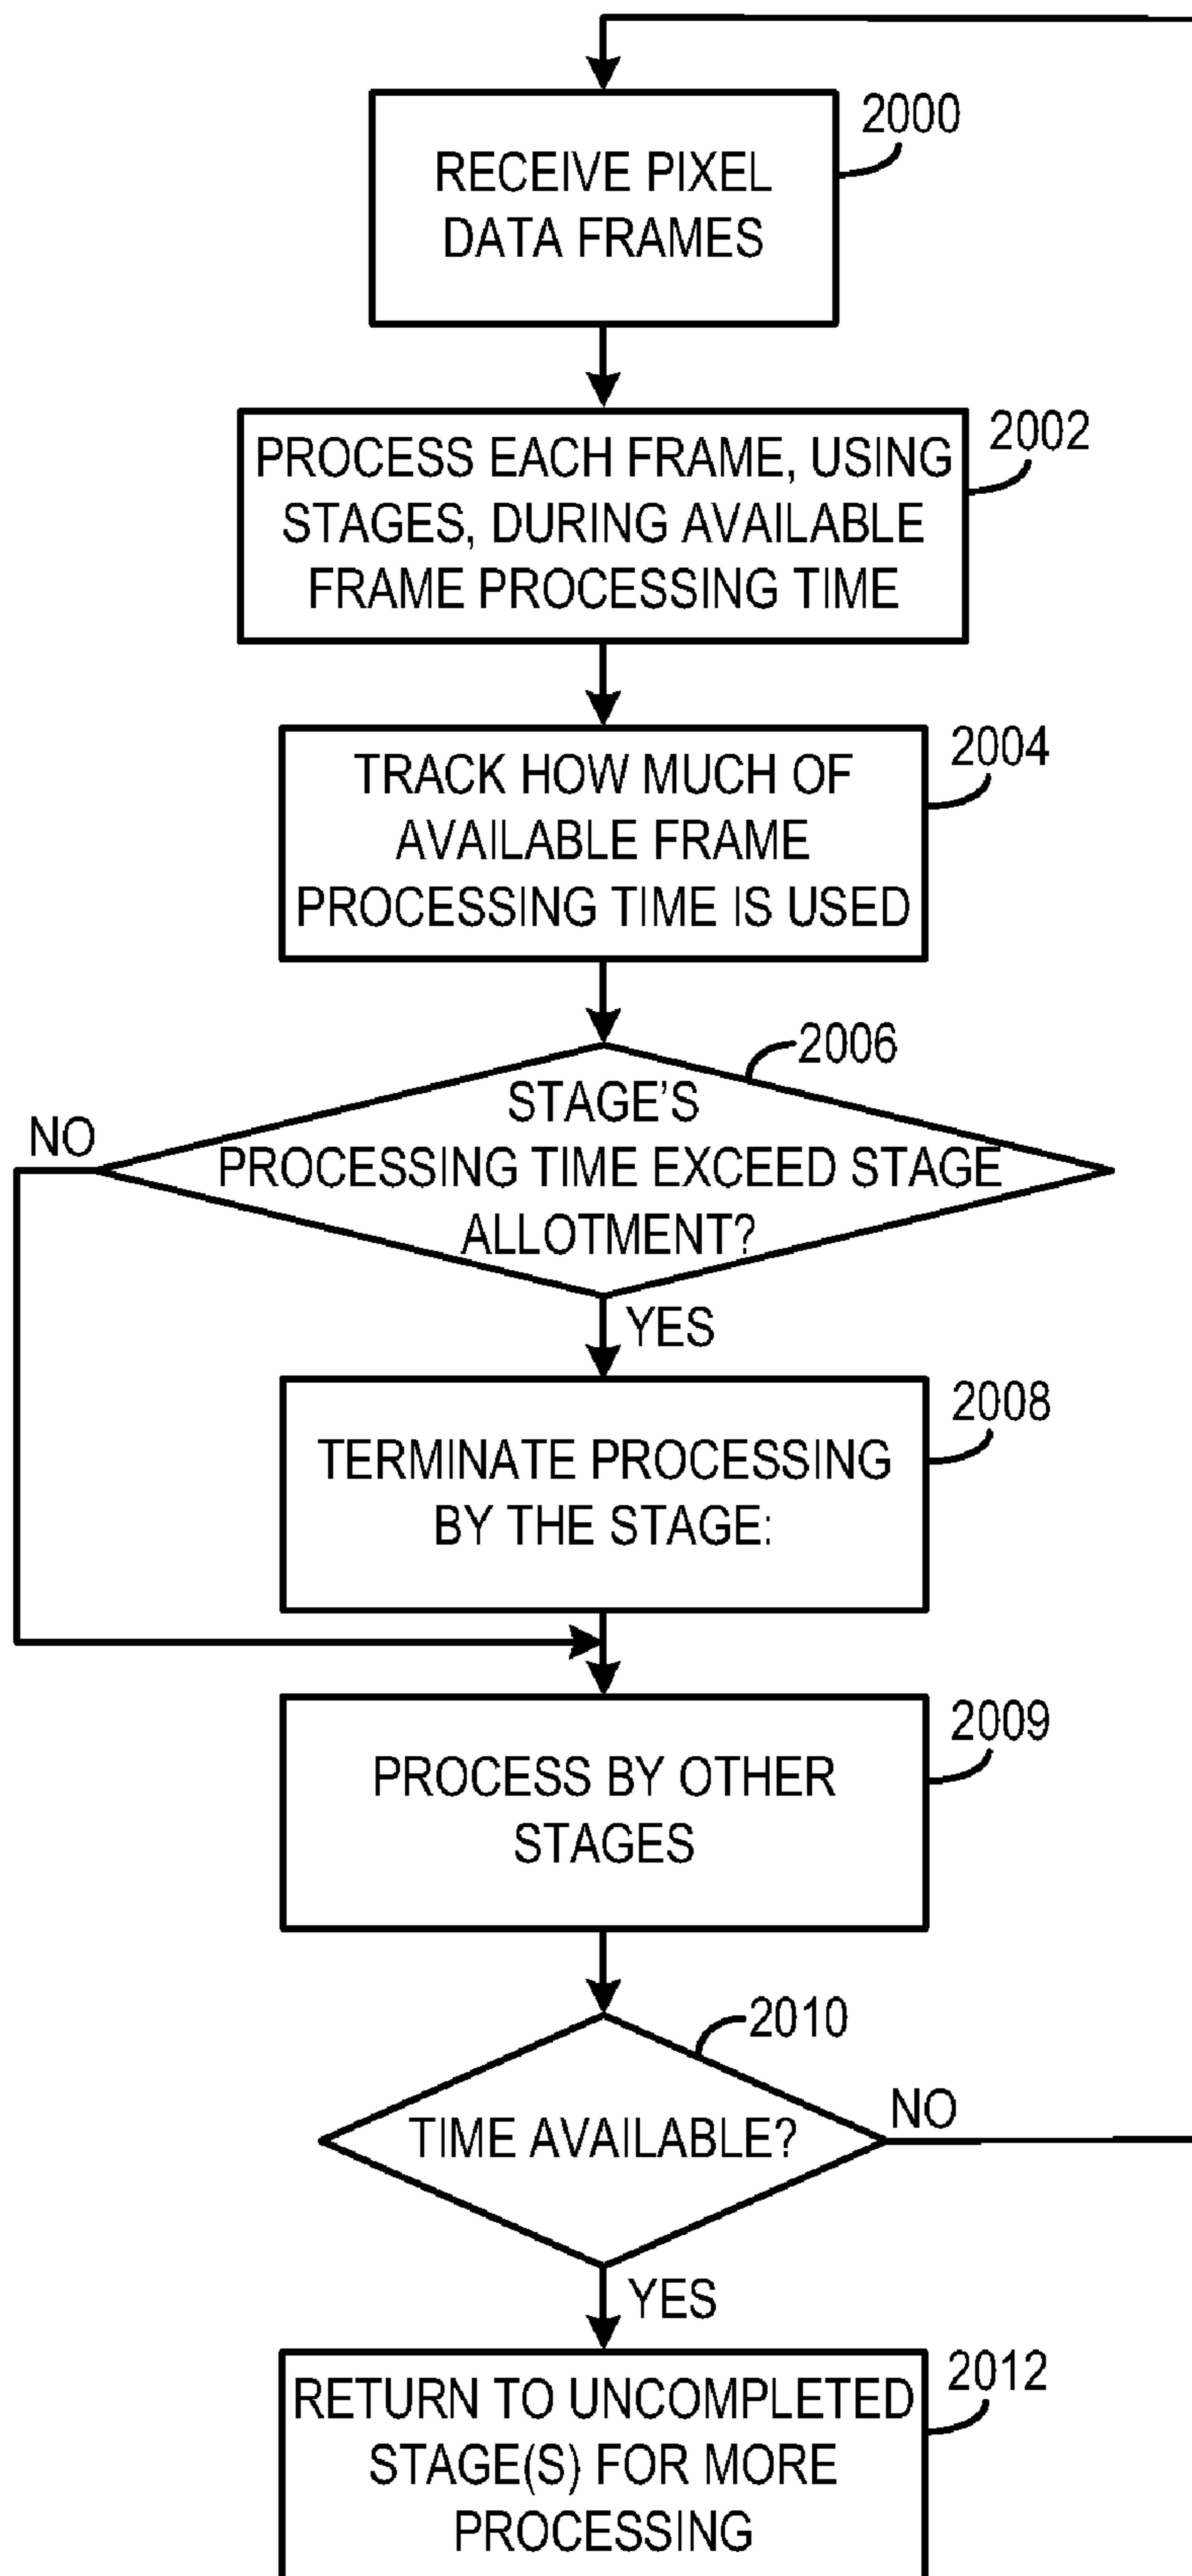 2000
RECEIVE PIXEL
DATA FRAMES
2002
PROCESS EACH FRAME, USING
STAGES, DURING AVAILABLE
FRAME PROCESSING TIME
2004
TRACK HOW MUCH OF
AVAILABLE FRAME
PROCESSING TIME IS USED
2006
STAGE'S
NO
PROCESSING TIME EXCEED STAGE
ALLOTMENT?
YES
2008
TERMINATE PROCESSING
BY THE STAGE:
2009
PROCESS BY OTHER
STAGES
2010
NO
TIME AVAILABLE?
YES
2012
RETURN TO UNCOMPLETED
STAGE(S) FOR MORE
PROCESSING